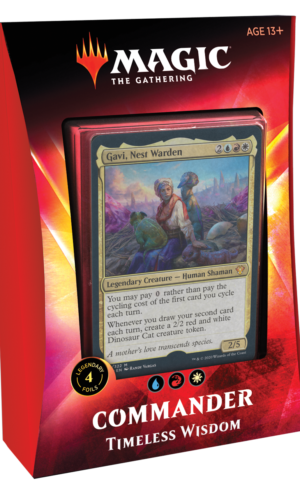 AGE 13+
MAGIC
THE GATHERING
Gavi, Nest Warden
2
Legendary Creature — Human Shaman
You may pay 0 rather than pay the
cycling cost of the first card you cycle
each turn.
Whenever you draw your second card
each turn, create a 2/2 red and white
Dinosaur Cat creature token.
A mother's love transcends species.
2/5
LEGENDARY
4
FOILS
COMMANDER
TIMELESS WISDOM